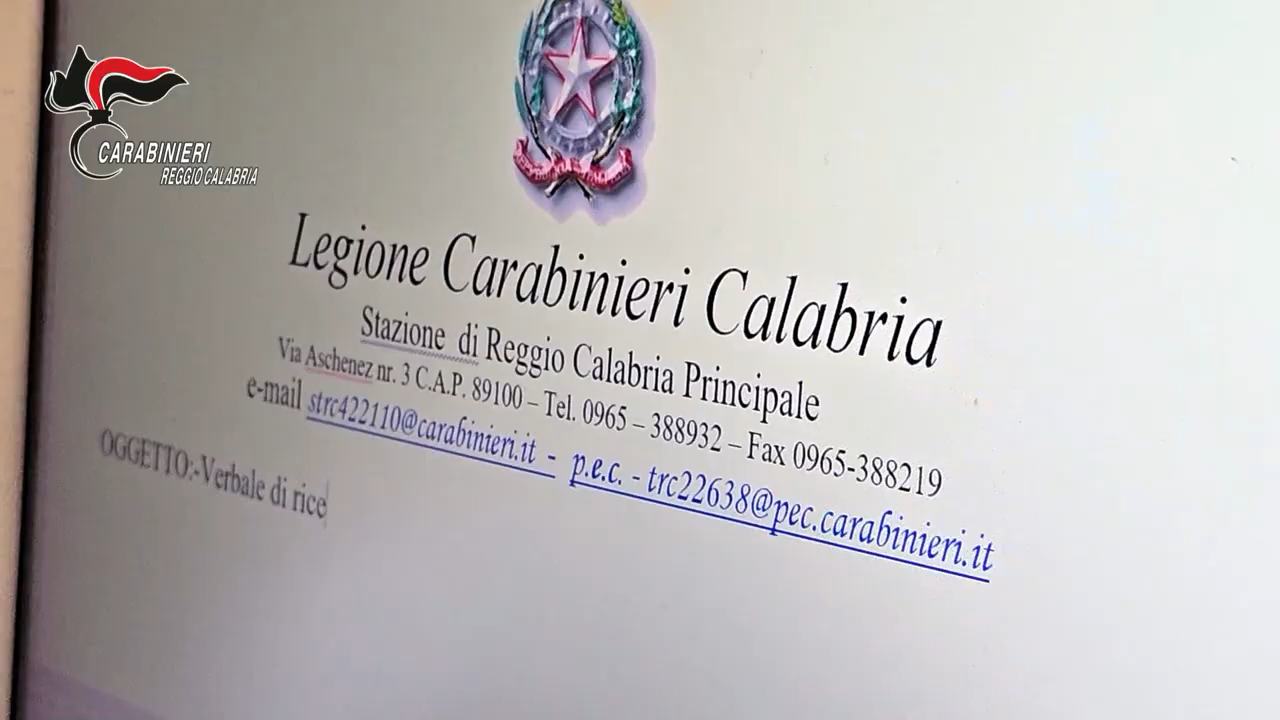 CARABINIERI
REGGIO CALABRIA
Legione Carabinieri Calabria
Stazione di Reggio Calabria Principale
Via Aschenez nr. 3 C.A.P. 89100 – Tel. 0965 – 388932 – Fax 0965-388219
e-mail strc422110@carabinieri.it - p.e.c. - trc22638@pec.carabinieri.it
OGGETTO:-Verbale di rice